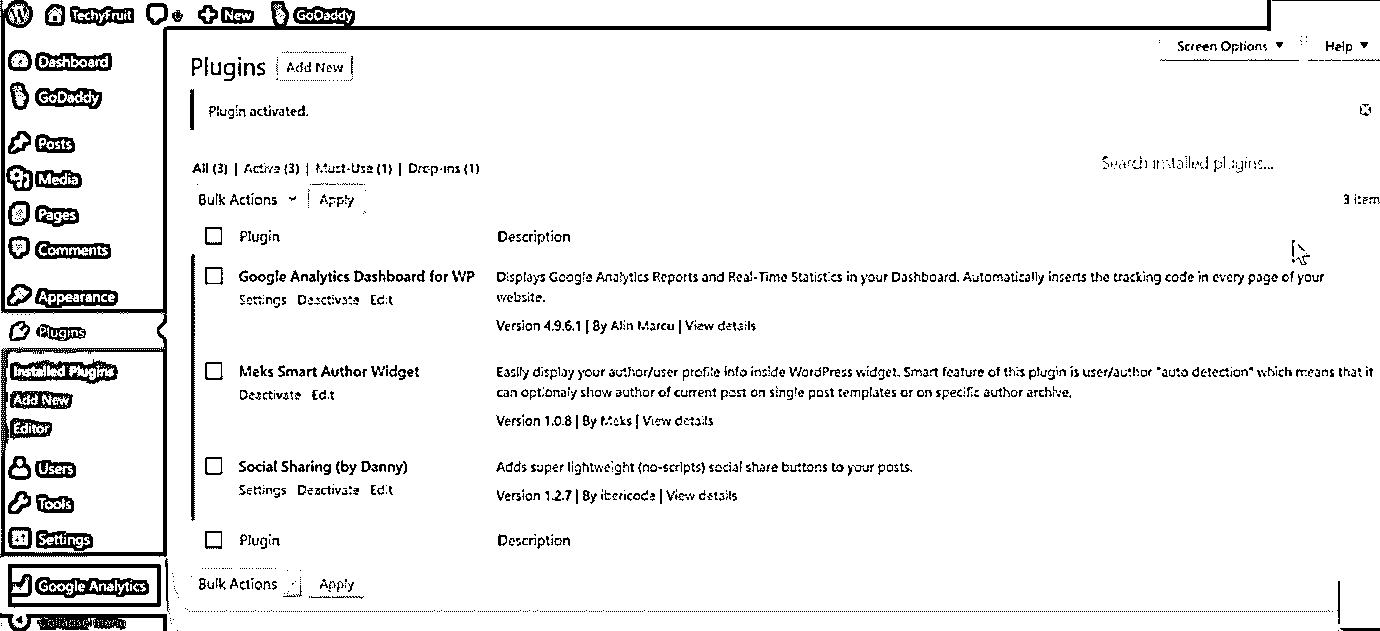 TechyFruit New GoDaddy
Screen Options ▼ Help ▼
Dashboard
GoDaddy
Posts
Media
Pages
Comments
Appearance
Plugins
Installed Plugins
Add New
Editor
Users
Tools
Settings
Google Analytics
Plugins Add New
Plugin activated.
All (3) | Active (3) | Must-Use (1) | Drop-ins (1)
Search installed plugins...
Bulk Actions Apply
3 item
Plugin Description
Google Analytics Dashboard for WP
Settings Deactivate Edit
Displays Google Analytics Reports and Real-Time Statistics in your Dashboard. Automatically inserts the tracking code in every page of your
website.
Version 4.9.6.1 | By Alin Marcu | View details
Meks Smart Author Widget
Deactivate Edit
Easily display your author/user profile info inside WordPress widget. Smart feature of this plugin is user/author "auto detection" which means that it
can optionaly show author of current post on single post templates or on specific author archive.
Version 1.0.8 | By Meks | View details
Social Sharing (by Danny)
Settings Deactivate Edit
Adds super lightweight (no-scripts) social share buttons to your posts.
Version 1.2.7 | By ibericode | View details
Plugin Description
Bulk Actions Apply